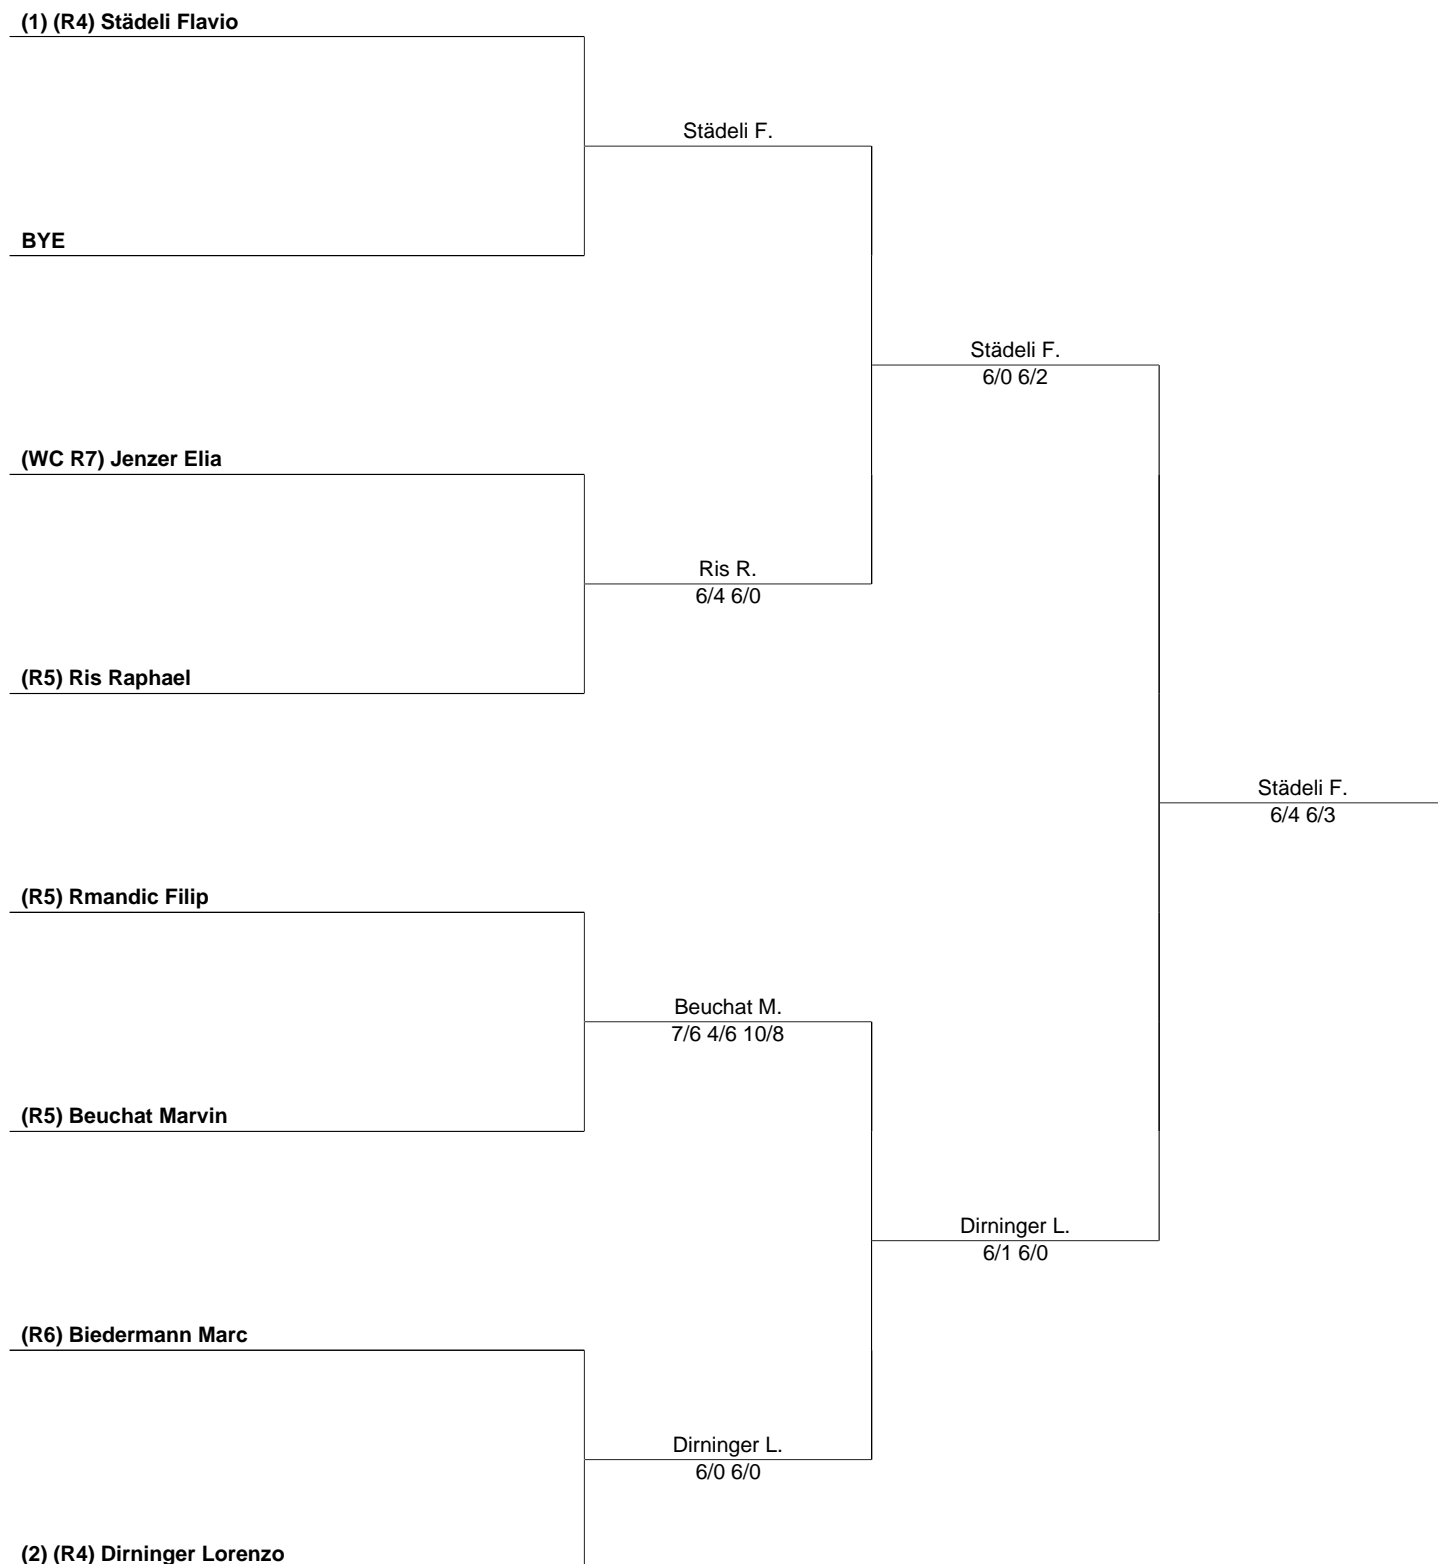 (1) (R4) Städeli Flavio
Städeli F.
BYE
Städeli F.
6/0 6/2
(WC R7) Jenzer Elia
Ris R.
6/4 6/0
(R5) Ris Raphael
Städeli F.
6/4 6/3
(R5) Rmandic Filip
Beuchat M.
7/6 4/6 10/8
(R5) Beuchat Marvin
Dirninger L.
6/1 6/0
(R6) Biedermann Marc
Dirninger L.
6/0 6/0
(2) (R4) Dirninger Lorenzo